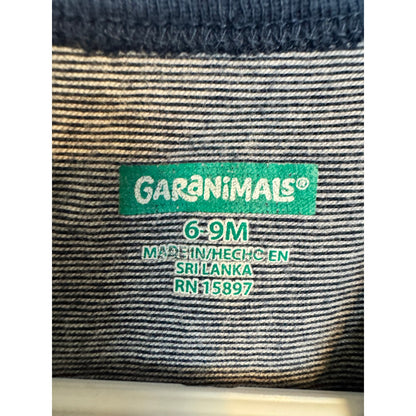 GARANiMALS®
6-9M
MADE IN/HECHO EN
SRI LANKA
RN 15897